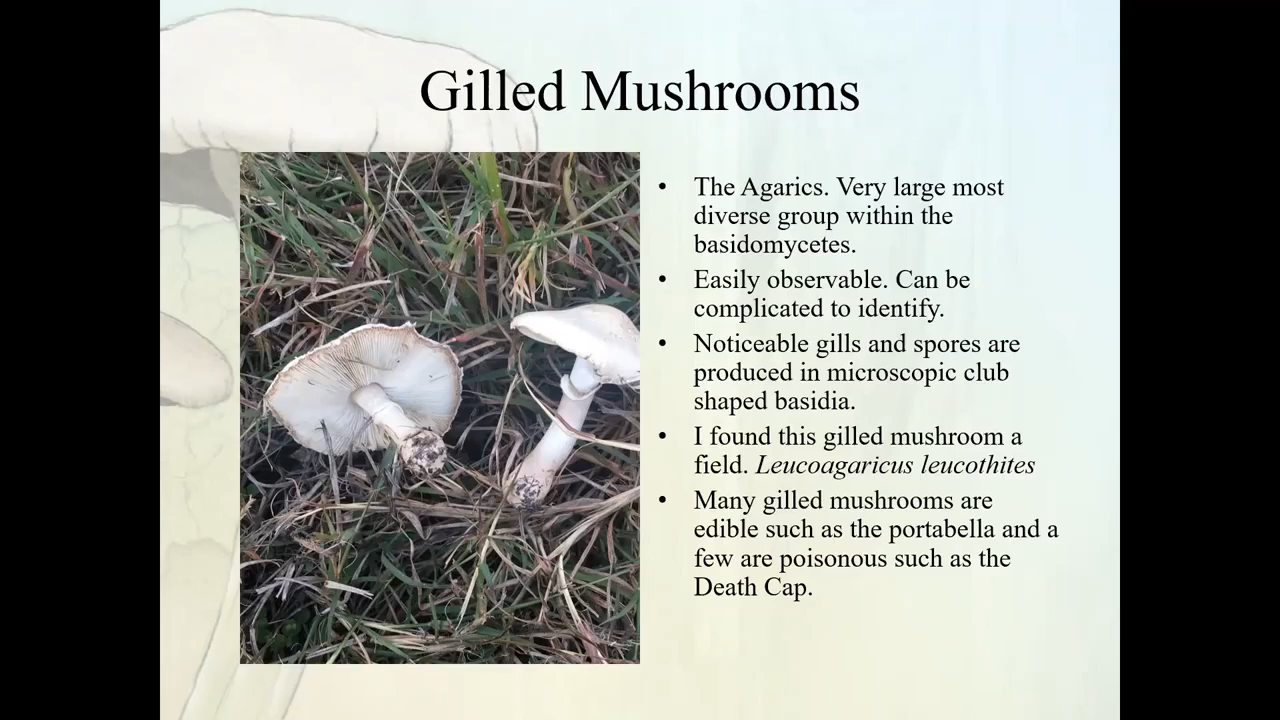 Gilled Mushrooms
• The Agarics. Very large most
diverse group within the
basidomycetes.
• Easily observable. Can be
complicated to identify.
• Noticeable gills and spores are
produced in microscopic club
shaped basidia.
• I found this gilled mushroom a
field. Leucoagaricus leucothites
• Many gilled mushrooms are
edible such as the portabella and a
few are poisonous such as the
Death Cap.